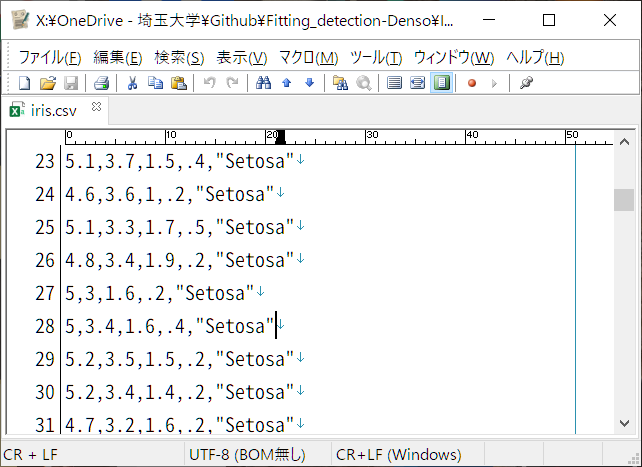 X:¥OneDrive - 埼玉大学¥Github¥Fitting_detection-Denso¥I...
ファイル(F) 編集(E) 検索(S) 表示(V) マクロ(M) ツール(T) ウィンドウ(W) ヘルプ(H)
iris.csv
0 10 20 30 40 50
23 5.1,3.7,1.5,.4,"Setosa"↓
24 4.6,3.6,1,.2,"Setosa"↓
25 5.1,3.3,1.7,.5,"Setosa"↓
26 4.8,3.4,1.9,.2,"Setosa"↓
27 5,3,1.6,.2,"Setosa"↓
28 5,3.4,1.6,.4,"Setosa"↓
29 5.2,3.5,1.5,.2,"Setosa"↓
30 5.2,3.4,1.4,.2,"Setosa"↓
31 4.7,3.2,1.6,.2,"Setosa"↓
CR + LF UTF-8 (BOM無し) CR+LF (Windows)